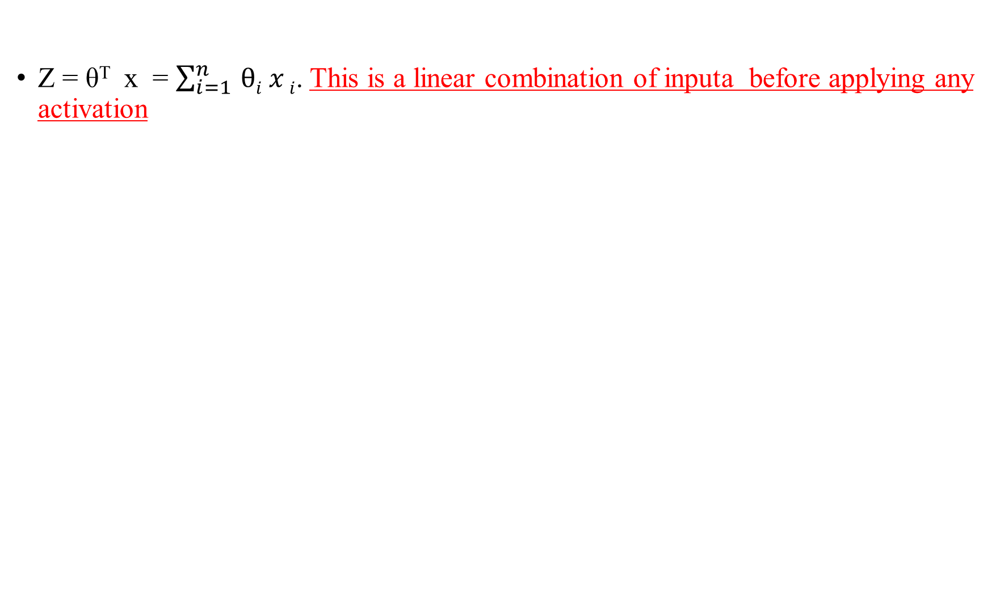 • Z = θᵀ x = ∑ⁿᵢ₌₁ θᵢ xᵢ. This is a linear combination of inputa before applying any
activation